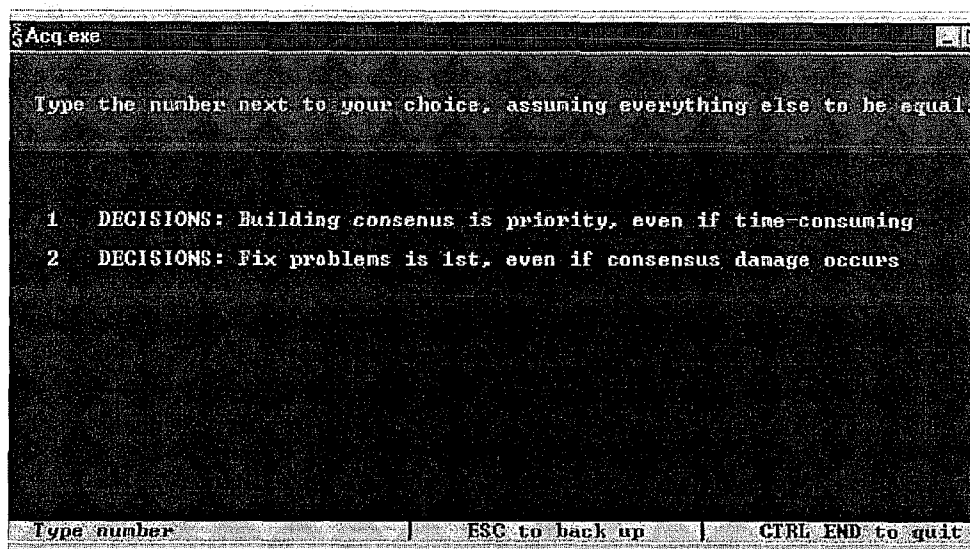 Acq.exe
Type the number next to your choice, assuming everything else to be equal.
1 DECISIONS: Building consenus is priority, even if time-consuming
2 DECISIONS: Fix problems is 1st, even if consensus damage occurs
Type number ESC to back up CTRL END to quit